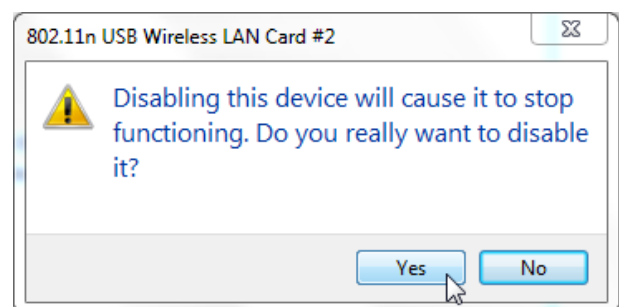 802.11n USB Wireless LAN Card #2
Disabling this device will cause it to stop
functioning. Do you really want to disable
it?
Yes No